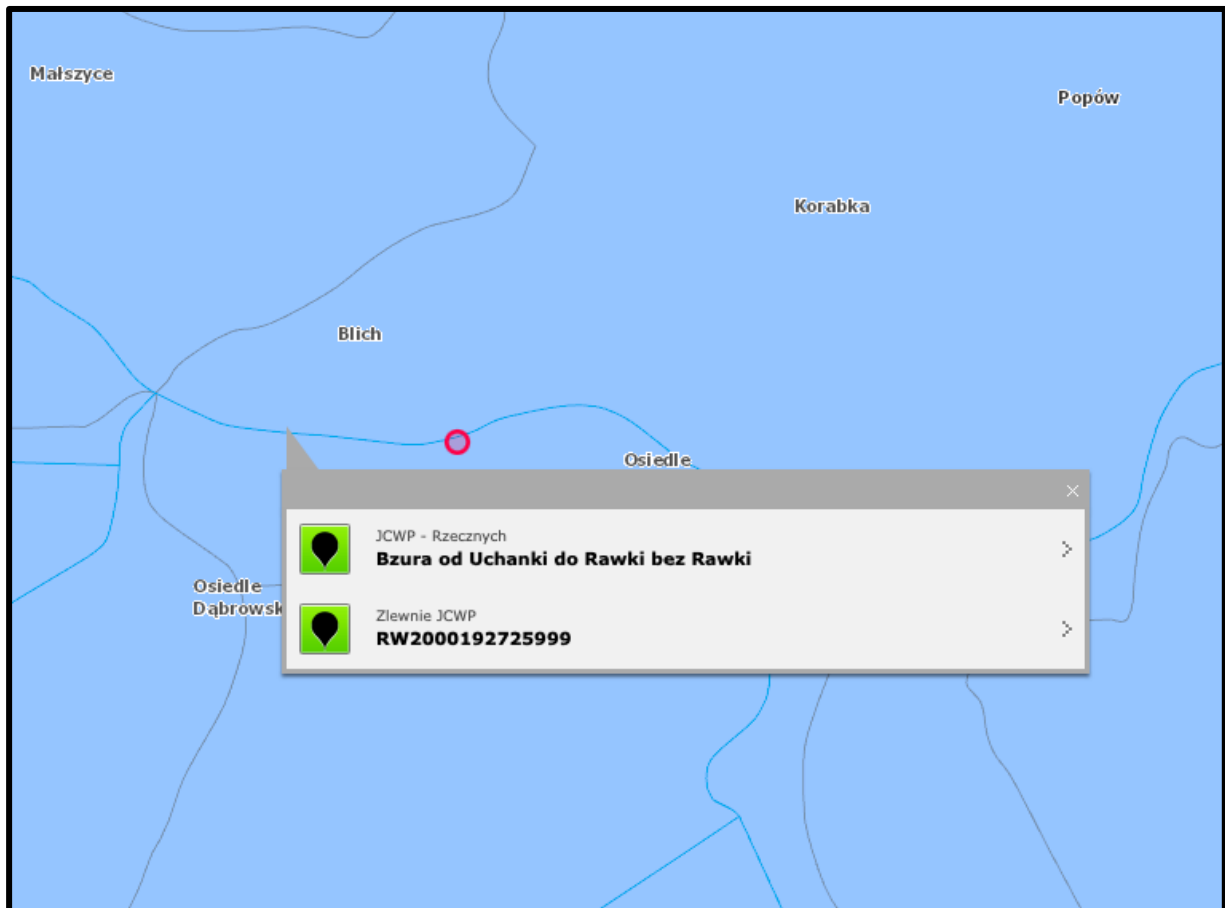 Małszyce
Popów
Korabka
Blich
Osiedle
JCWP - Rzecznych
Bzura od Uchanki do Rawki bez Rawki
Osiedle
Dąbrowsk
Zlewnie JCWP
RW2000192725999